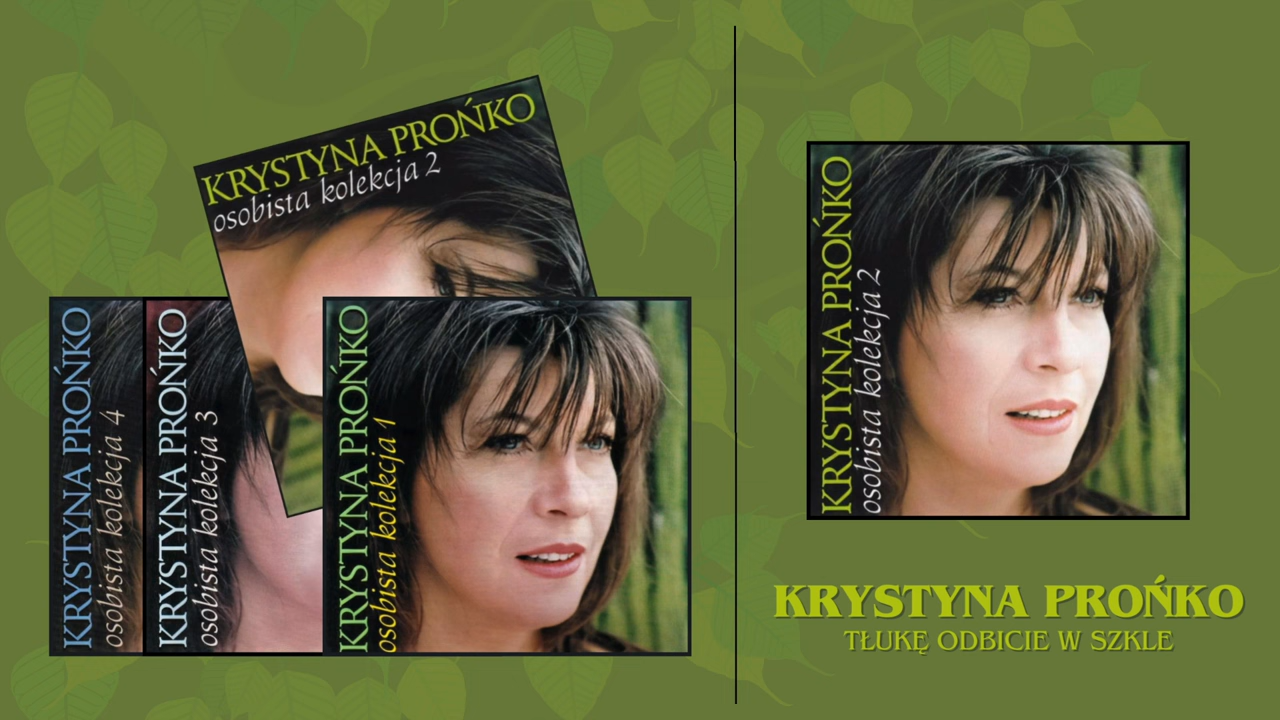 KRYSTYNA PROŃKO
osobista kolekcja 2
KRYSTYNA PROŃKO
osobista kolekcja 4
KRYSTYNA PROŃKO
osobista kolekcja 3
KRYSTYNA PROŃKO
osobista kolekcja 1
KRYSTYNA PROŃKO
osobista kolekcja 2
KRYSTYNA PROŃKO
TŁUKĘ ODBICIE W SZKLE